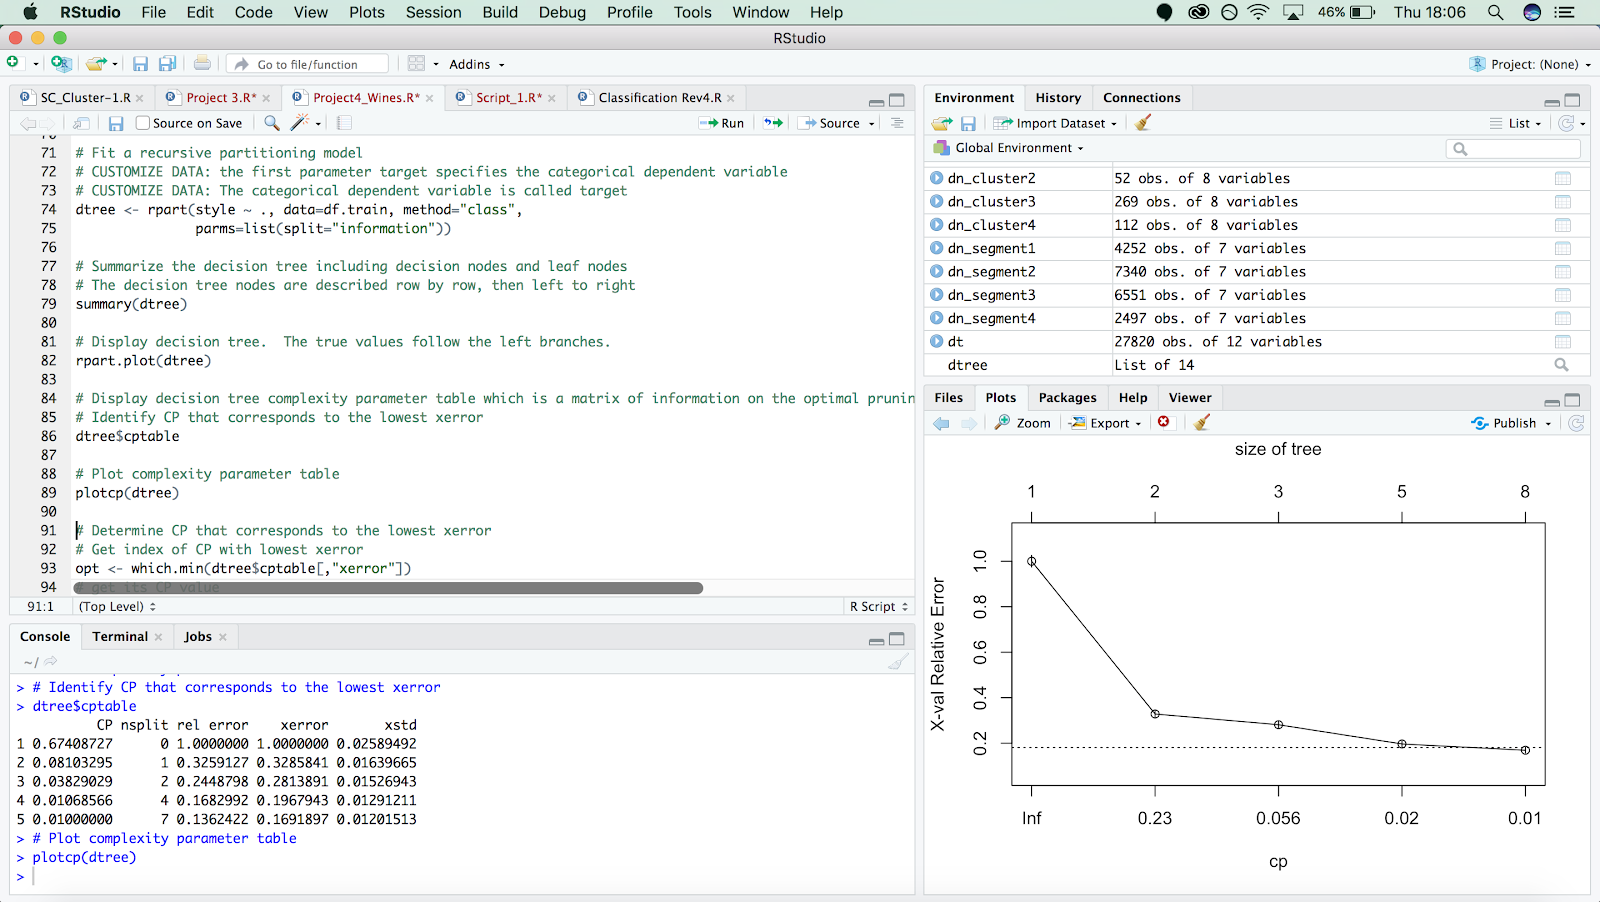 RStudio File Edit Code View Plots Session Build Debug Profile Tools Window Help 46% Thu 18:06
RStudio
Go to file/function Addins Project: (None)
SC_Cluster-1.R Project 3.R* Project4_Wines.R* Script_1.R* Classification Rev4.R
Source on Save Run Source
71 # Fit a recursive partitioning model
72 # CUSTOMIZE DATA: the first parameter target specifies the categorical dependent variable
73 # CUSTOMIZE DATA: The categorical dependent variable is called target
74 dtree <- rpart(style ~ ., data=df.train, method="class",
75 parms=list(split="information"))
76
77 # Summarize the decision tree including decision nodes and leaf nodes
78 # The decision tree nodes are described row by row, then left to right
79 summary(dtree)
80
81 # Display decision tree.  The true values follow the left branches.
82 rpart.plot(dtree)
83
84 # Display decision tree complexity parameter table which is a matrix of information on the optimal prunin
85 # Identify CP that corresponds to the lowest xerror
86 dtree$cptable
87
88 # Plot complexity parameter table
89 plotcp(dtree)
90
91 # Determine CP that corresponds to the lowest xerror
92 # Get index of CP with lowest xerror
93 opt <- which.min(dtree$cptable[,"xerror"])
94 # get its CP value
91:1 (Top Level) R Script
Console Terminal Jobs
~/
> # Identify CP that corresponds to the lowest xerror
> dtree$cptable
CP nsplit rel error xerror xstd
1 0.67408727 0 1.0000000 1.0000000 0.02589492
2 0.08103295 1 0.3259127 0.3285841 0.01639665
3 0.03829029 2 0.2448798 0.2813891 0.01526943
4 0.01068566 4 0.1682992 0.1967943 0.01291211
5 0.01000000 7 0.1362422 0.1691897 0.01201513
> # Plot complexity parameter table
> plotcp(dtree)
>
Environment History Connections
Import Dataset List
Global Environment
dn_cluster2 52 obs. of 8 variables
dn_cluster3 269 obs. of 8 variables
dn_cluster4 112 obs. of 8 variables
dn_segment1 4252 obs. of 7 variables
dn_segment2 7340 obs. of 7 variables
dn_segment3 6551 obs. of 7 variables
dn_segment4 2497 obs. of 7 variables
dt 27820 obs. of 12 variables
dtree List of 14
Files Plots Packages Help Viewer
Zoom Export Publish
size of tree
1 2 3 5 8
X-val Relative Error
1.0
0.8
0.6
0.4
0.2
Inf 0.23 0.056 0.02 0.01
cp